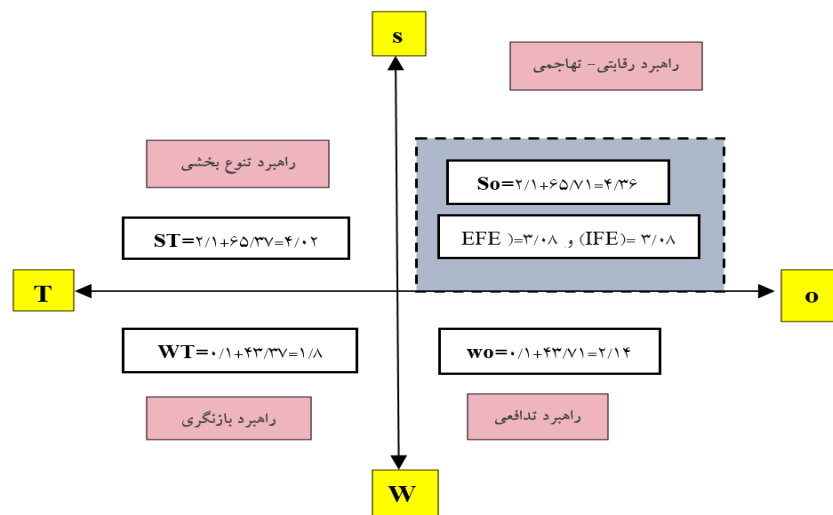 s
راهبرد رقابتی- تهاجمی
راهبرد تنوع بخشی
So=۲/۱+۶۵/۷۱=۴/۳۶
ST=۲/۱+۶۵/۳۷=۴/۰۲
EFE )=۳/۰۸ و (IFE)= ۳/۰۸
T
o
WT=۰/۱+۴۳/۳۷=۱/۸
wo=۰/۱+۴۳/۷۱=۲/۱۴
راهبرد بازنگری
راهبرد تدافعی
W